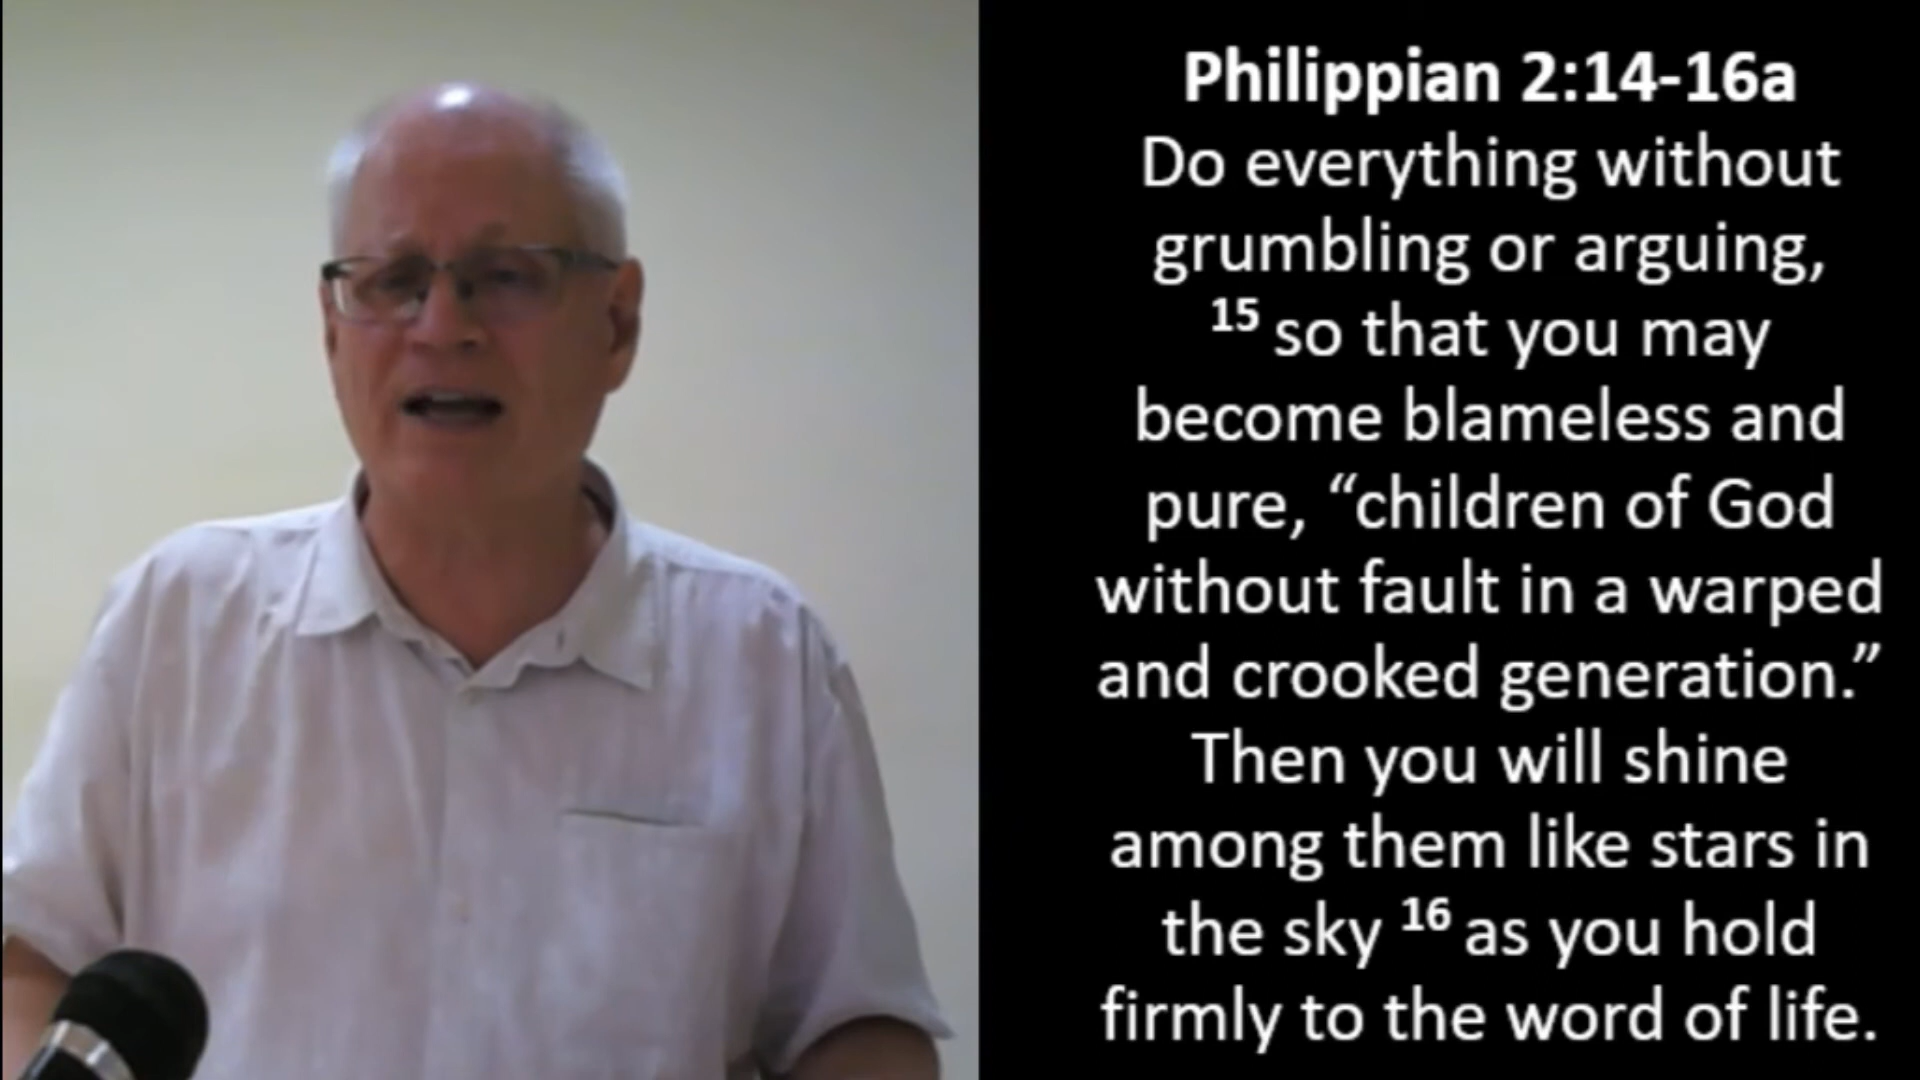 Philippian 2:14-16a
Do everything without
grumbling or arguing,
15 so that you may
become blameless and
pure, “children of God
without fault in a warped
and crooked generation.”
Then you will shine
among them like stars in
the sky 16 as you hold
firmly to the word of life.